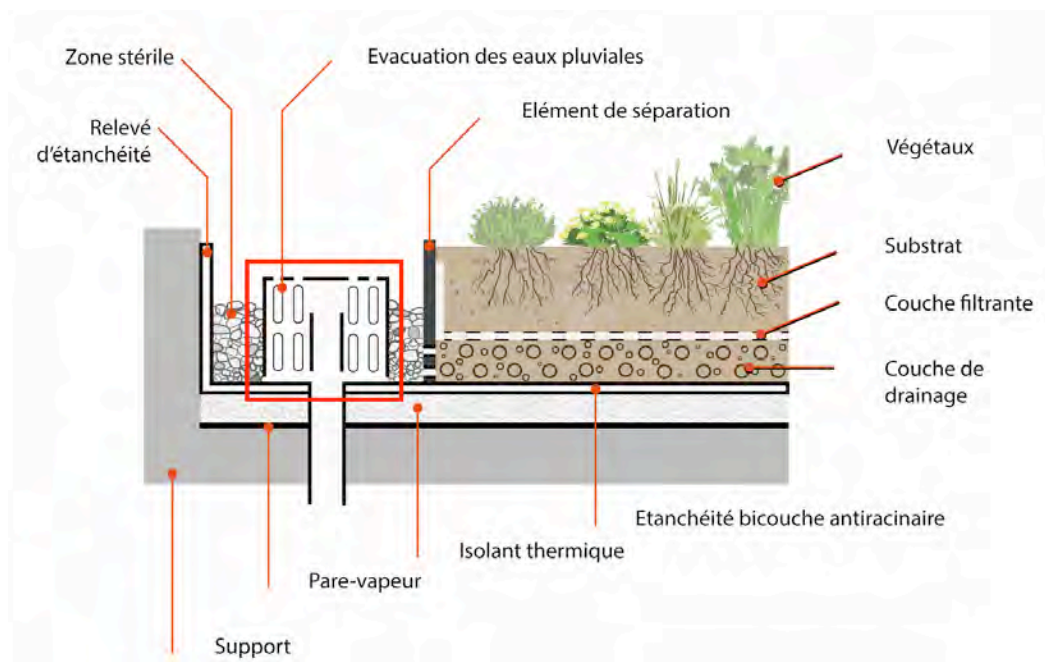 Zone stérile
Evacuation des eaux pluviales
Elément de séparation
Relevé
d'étanchéité
Végétaux
Substrat
Couche filtrante
Couche de
drainage
Etanchéité bicouche antiracinaire
Isolant thermique
Pare-vapeur
Support